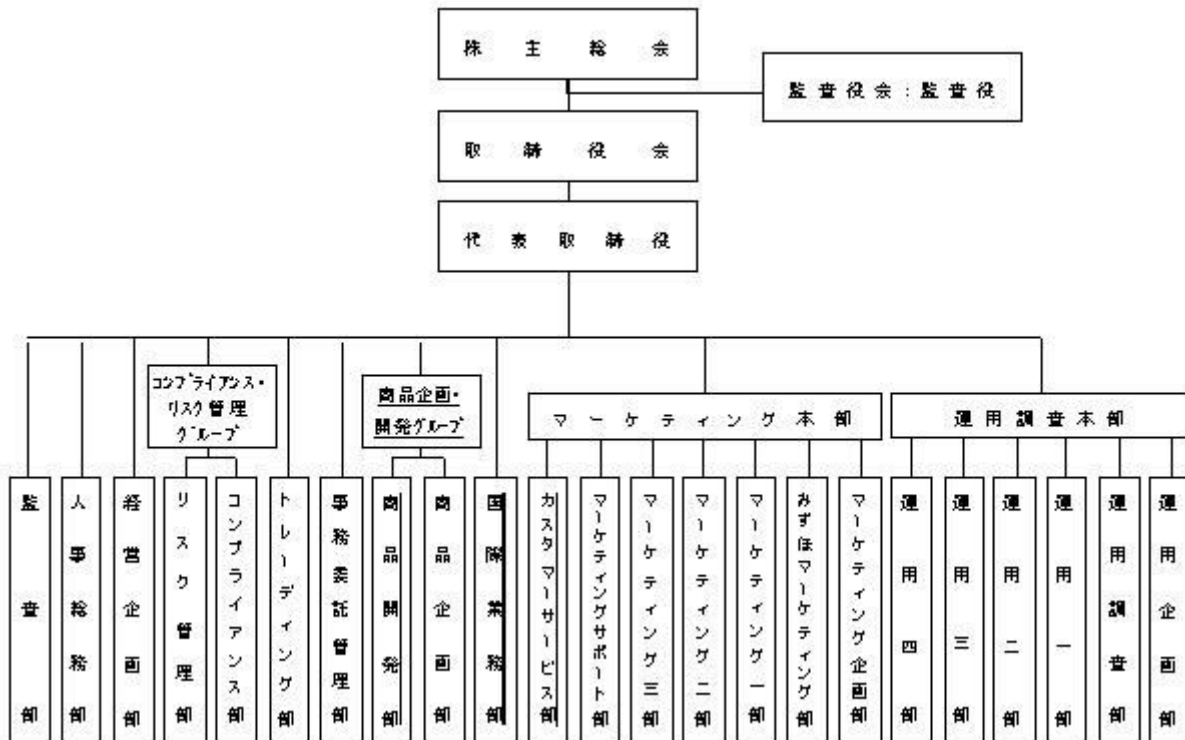 株主総会
監査役会:監査役
取締役会
代表取締役
コンプライアンス・
リスク管理
グループ
商品企画・
開発グループ
マーケティング本部
運用調査本部
監査部
人事総務部
経営企画部
リスク管理部
コンプライアンス部
トレーディング部
事務委託管理部
商品開発部
商品企画部
国際業務部
カスタマーサービス部
マーケティングサポート部
マーケティング三部
マーケティング二部
マーケティング一部
みずほマーケティング部
マーケティング企画部
運用四部
運用三部
運用二部
運用一部
運用調査部
運用企画部